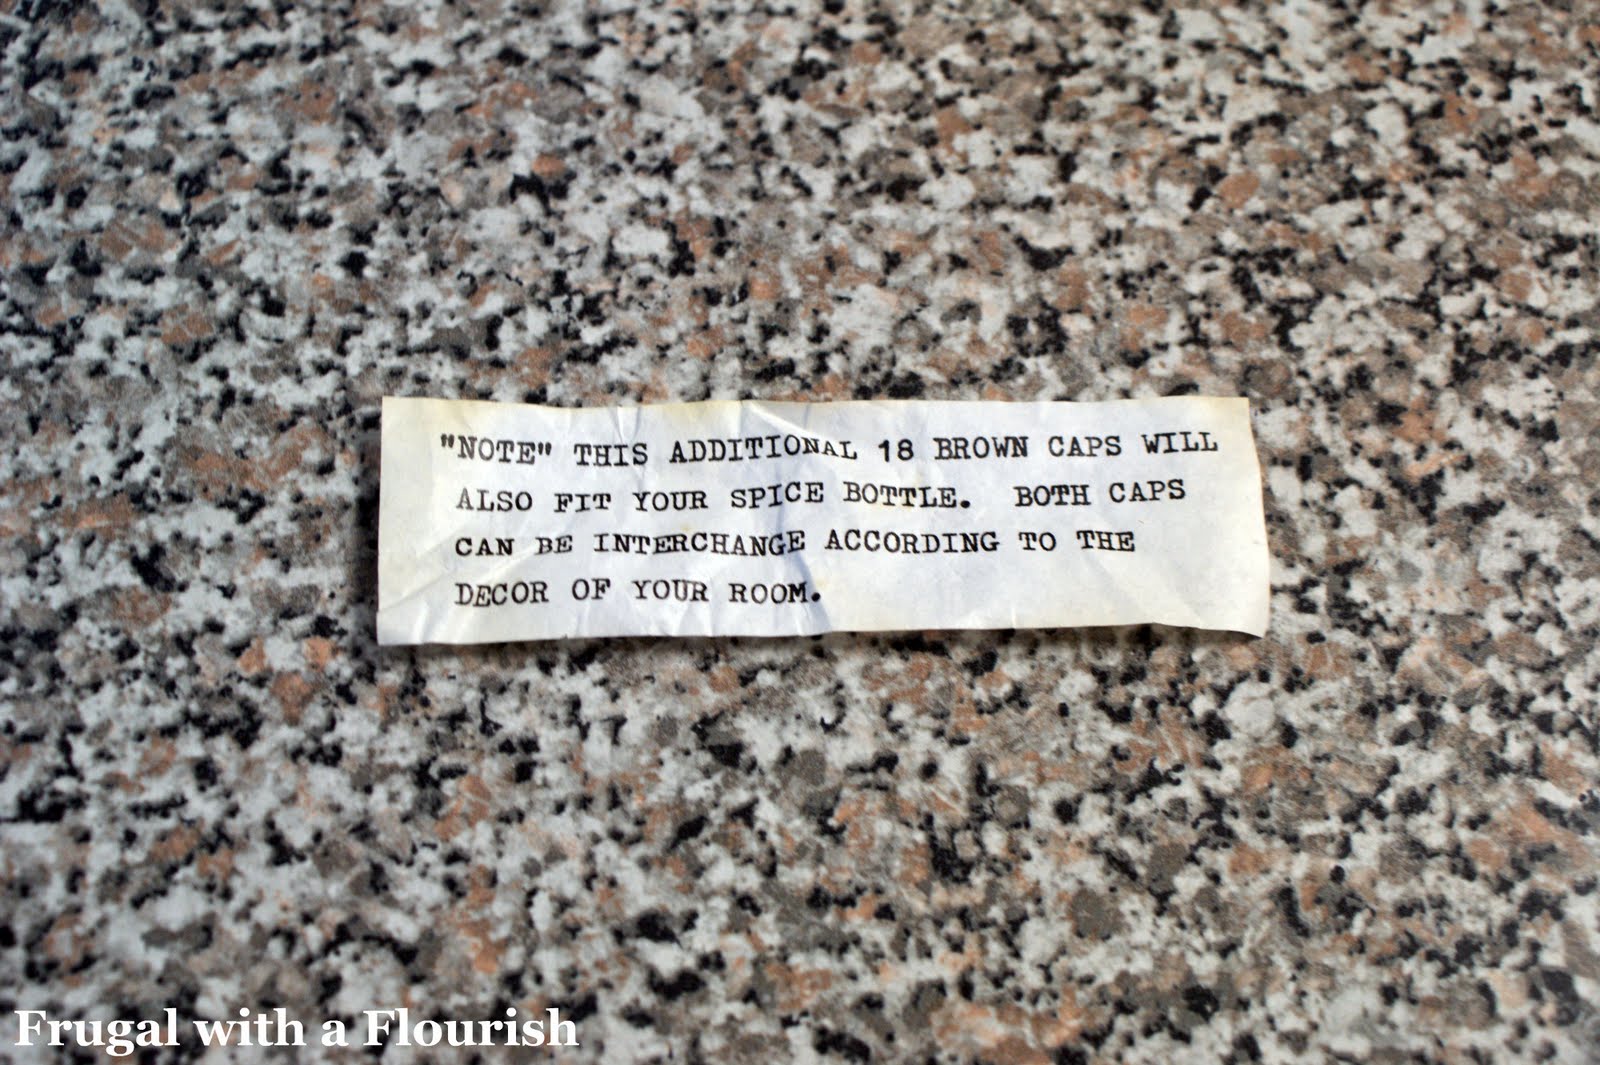 "NOTE" THIS ADDITIONAL 18 BROWN CAPS WILL
ALSO FIT YOUR SPICE BOTTLE. BOTH CAPS
CAN BE INTERCHANGE ACCORDING TO THE
DECOR OF YOUR ROOM.
Frugal with a Flourish